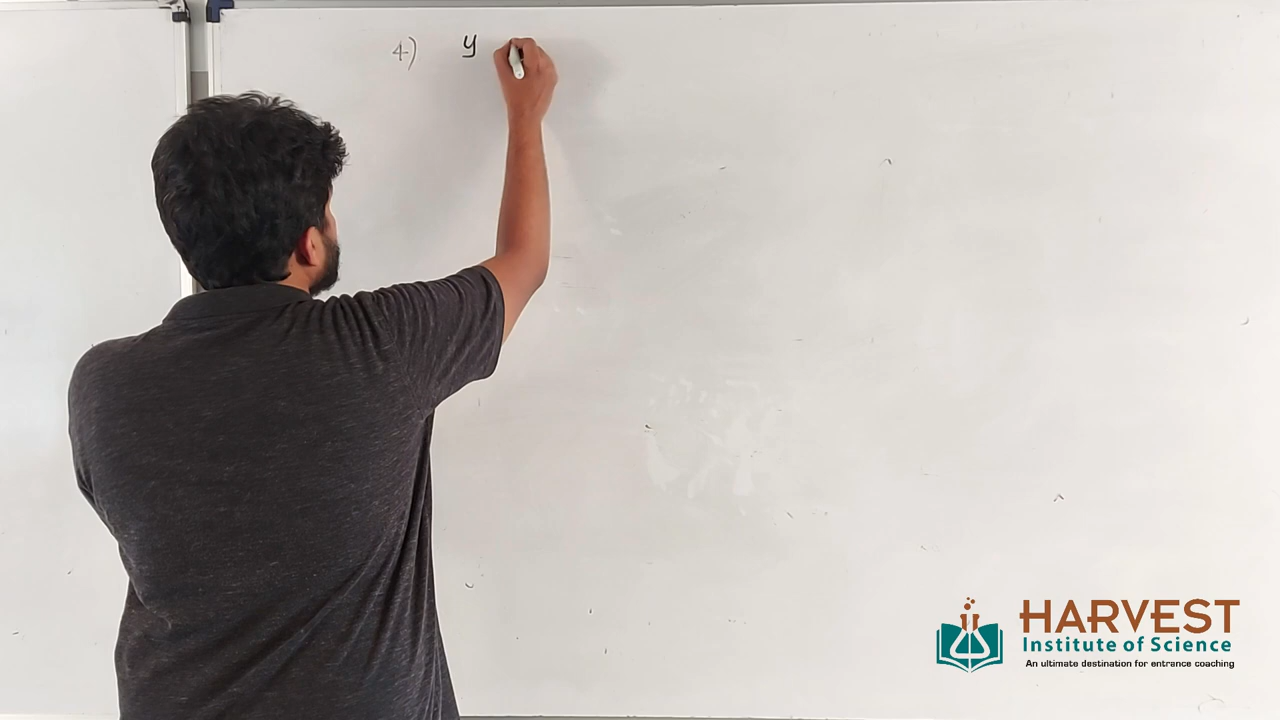 4) y
HARVEST
Institute of Science
An ultimate destination for entrance coaching